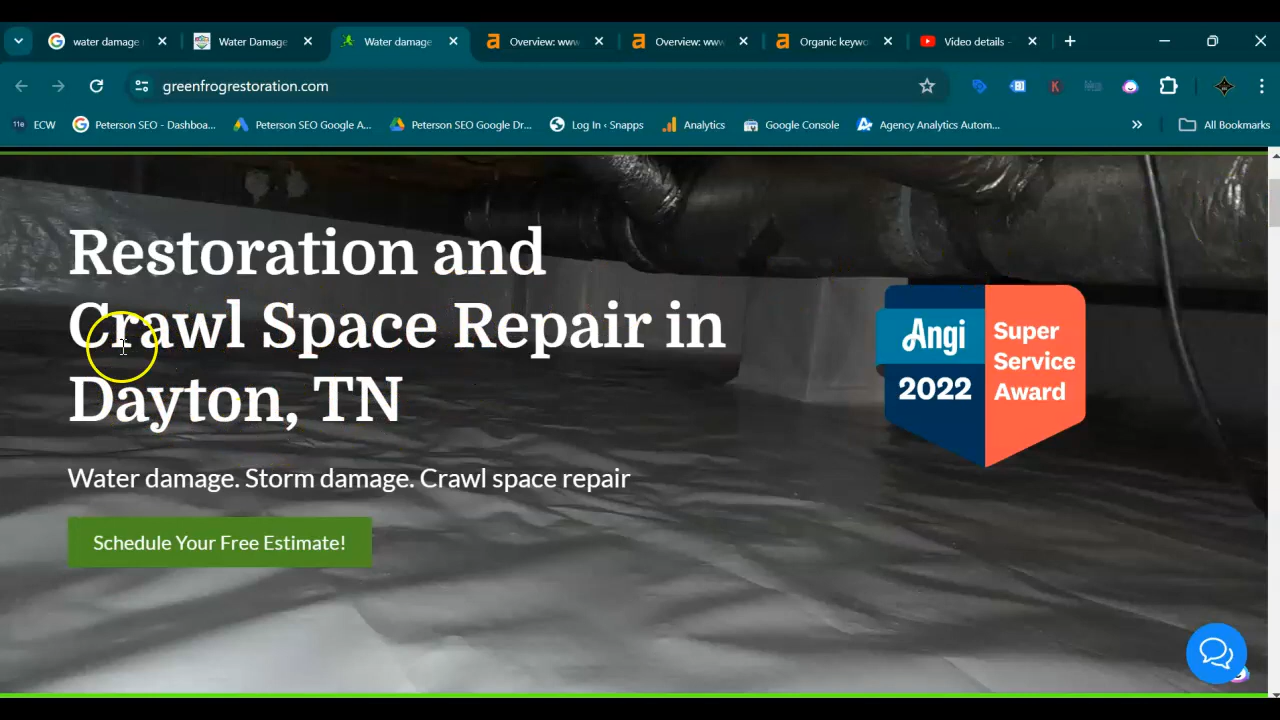 water damage
Water Damage
Water damage
Overview: www
Overview: www
Organic keywo
Video details -
greenfrogrestoration.com
ECW
Peterson SEO - Dashboa...
Peterson SEO Google A...
Peterson SEO Google Dr...
Log In ‹ Snapps
Analytics
Google Console
Agency Analytics Autom...
»
All Bookmarks
Restoration and
Crawl Space Repair in
Dayton, TN
Water damage. Storm damage. Crawl space repair
Schedule Your Free Estimate!
Angi
2022
Super
Service
Award